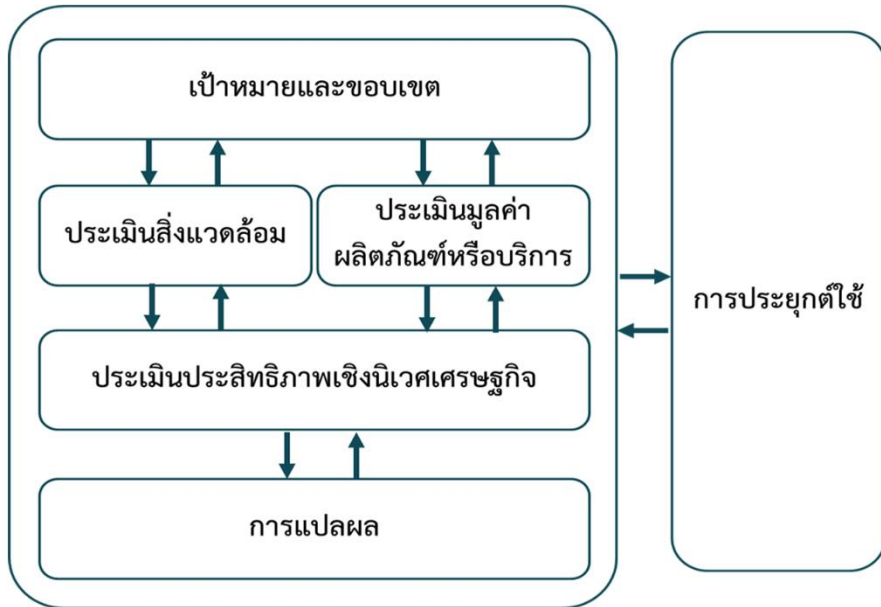 เป้าหมายและขอบเขต
ประเมินสิ่งแวดล้อม
ประเมินมูลค่า
ผลิตภัณฑ์หรือบริการ
ประเมินประสิทธิภาพเชิงนิเวศเศรษฐกิจ
การแปลผล
การประยุกต์ใช้